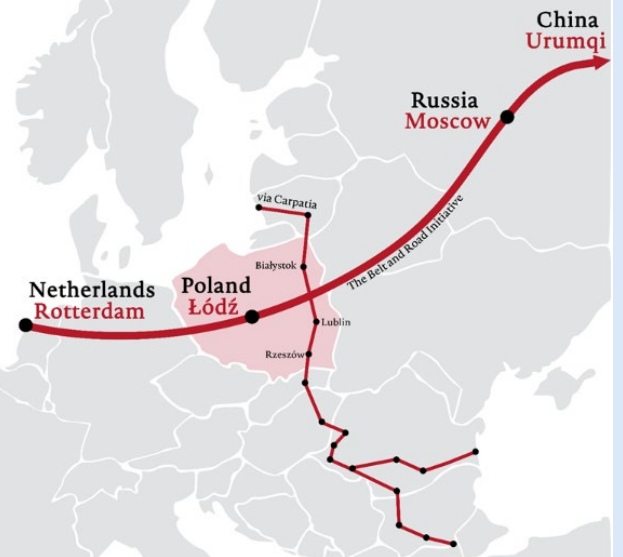 China
Urumqi
Russia
Moscow
via Carpatia
The Belt and Road Initiative
Białystok
Poland
Łódź
Netherlands
Rotterdam
Lublin
Rzeszów